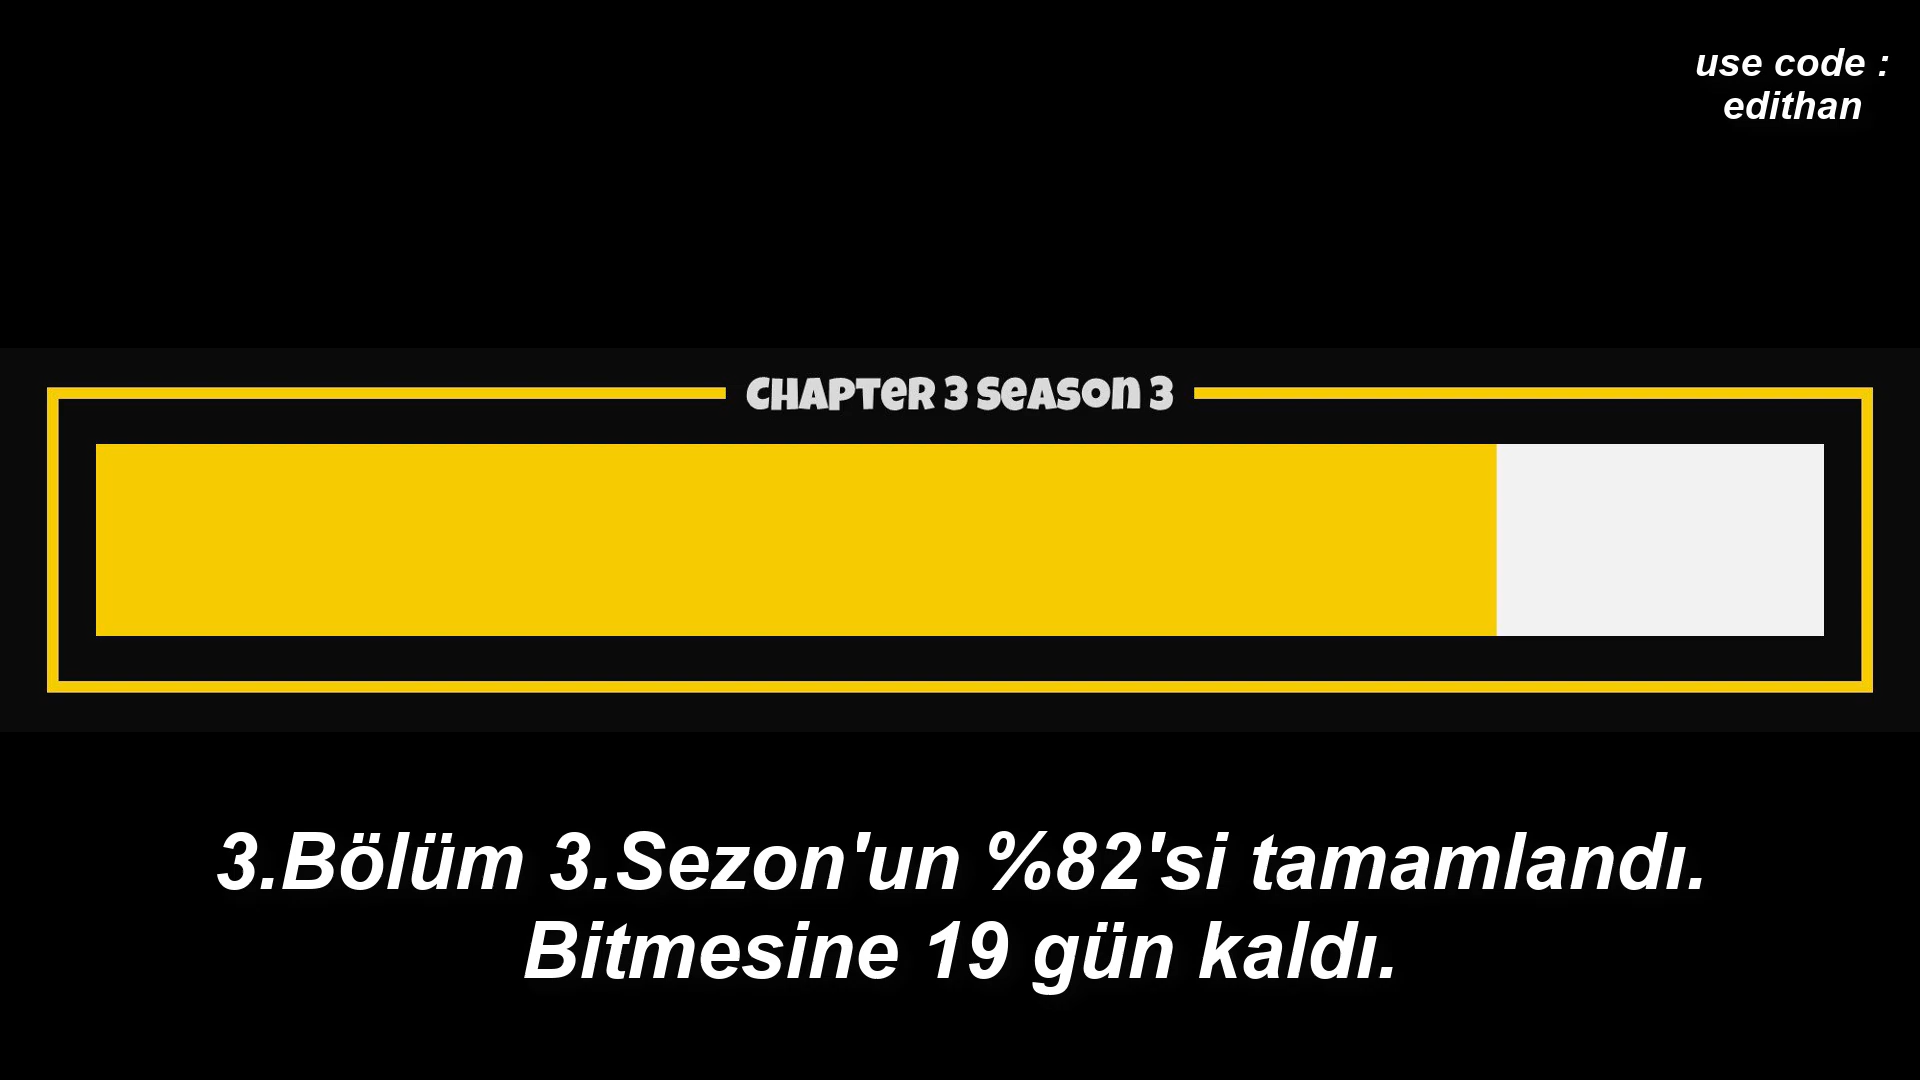 use code :
edithan
CHAPTER 3 SEASON 3
3.Bölüm 3.Sezon'un %82'si tamamlandı.
Bitmesine 19 gün kaldı.